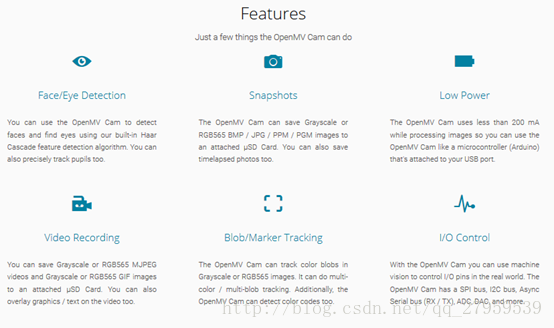 Features
Just a few things the OpenMV Cam can do
Face/Eye Detection
You can use the OpenMV Cam to detect
faces and find eyes using our built-in Haar
Cascade feature detection algorithm. You can
also precisely track pupils too.
Snapshots
The OpenMV Cam can save Grayscale or
RGB565 BMP / JPG / PPM / PGM images to
an attached µSD Card. You can also save
timelapsed photos too.
Low Power
The OpenMV Cam uses less than 200 mA
while processing images so you can use the
OpenMV Cam like a microcontroller (Arduino)
that's attached to your USB port.
Video Recording
You can save Grayscale or RGB565 MJPEG
videos and Grayscale or RGB565 GIF images
to an attached µSD Card. You can also
overlay graphics / text on the video too.
Blob/Marker Tracking
The OpenMV Cam can track color blobs in
Grayscale or RGB565 images. It can do multi-
color / multi-blob tracking. Additionally, the
OpenMV Cam can detect color codes too.
I/O Control
With the OpenMV Cam you can use machine
vision to control I/O pins in the real world. The
OpenMV Cam has a SPI bus, I2C bus, Async
Serial bus (RX / TX), ADC, DAC, and more.
http://blog.csdn.net/qq_27959539